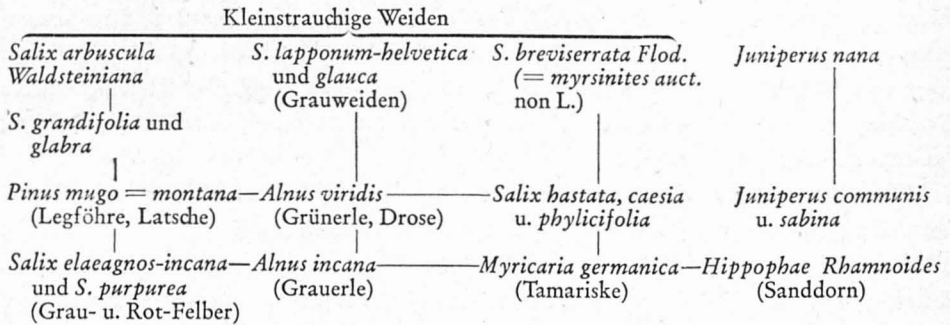 Kleinstrauchige Weiden
Salix arbuscula S. lapponum-helvetica S. breviserrata Flod. Juniperus nana
Waldsteiniana und glauca (= myrsinites auct.
(Grauweiden) non L.)
S. grandifolia und
glabra
Pinus mugo = montana—Alnus viridis—Salix hastata, caesia Juniperus communis
(Legföhre, Latsche) (Grünerle, Drose) u. phylicifolia u. sabina
Salix elaeagnos-incana—Alnus incana—Myricaria germanica—Hippophae Rhamnoides
und S. purpurea (Grauerle) (Tamariske) (Sanddorn)
(Grau- u. Rot-Felber)